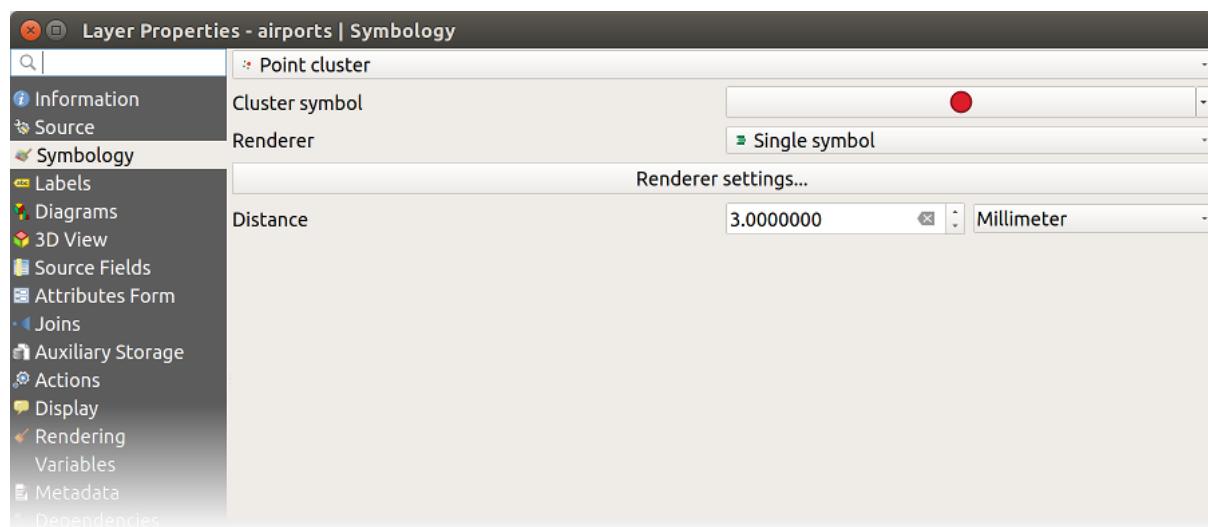 Layer Properties - airports | Symbology
Point cluster
Information
Cluster symbol
Source
Renderer
Single symbol
Symbology
Labels
Renderer settings...
Diagrams
Distance
3.0000000
Millimeter
3D View
Source Fields
Attributes Form
Joins
Auxiliary Storage
Actions
Display
Rendering
Variables
Metadata
Dependencies